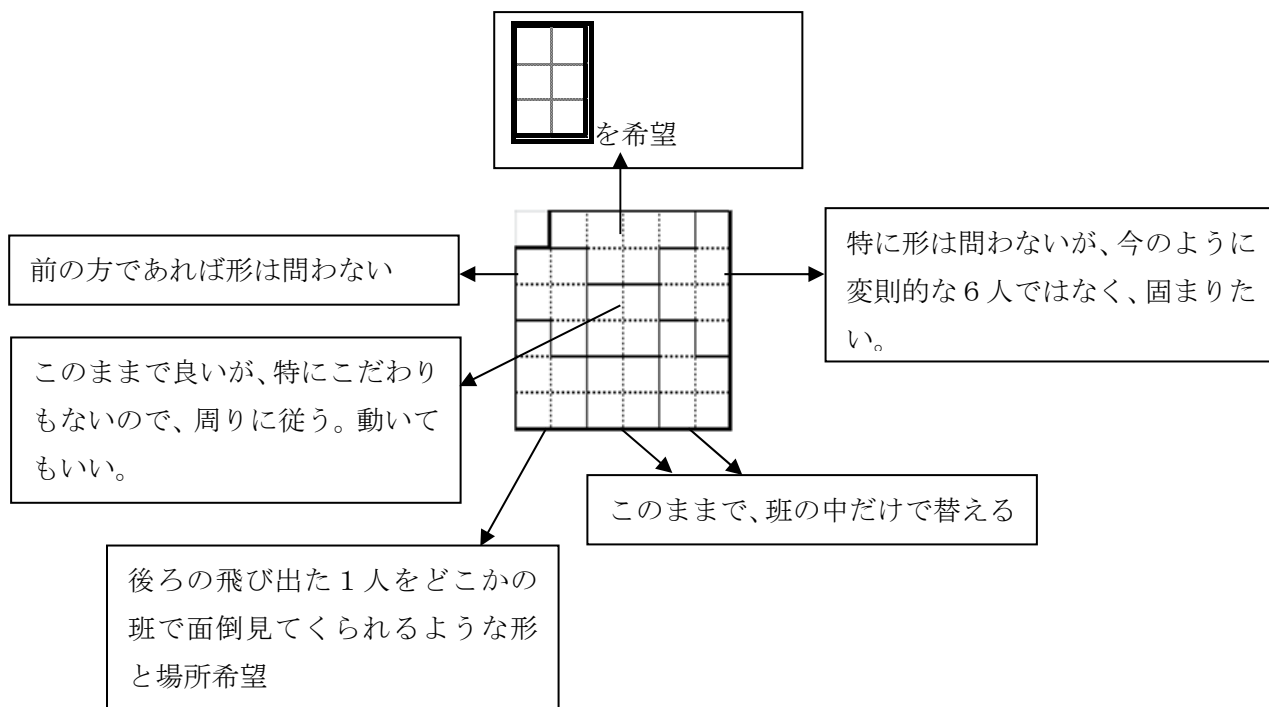 を希望
前の方であれば形は問わない
特に形は問わないが、今のように
変則的な6人ではなく、固まりた
い。
このままで良いが、特にこだわり
もないので、周りに従う。動いて
もいい。
このままで、班の中だけで替える
後ろの飛び出た1人をどこかの
班で面倒見てくられるような形
と場所希望